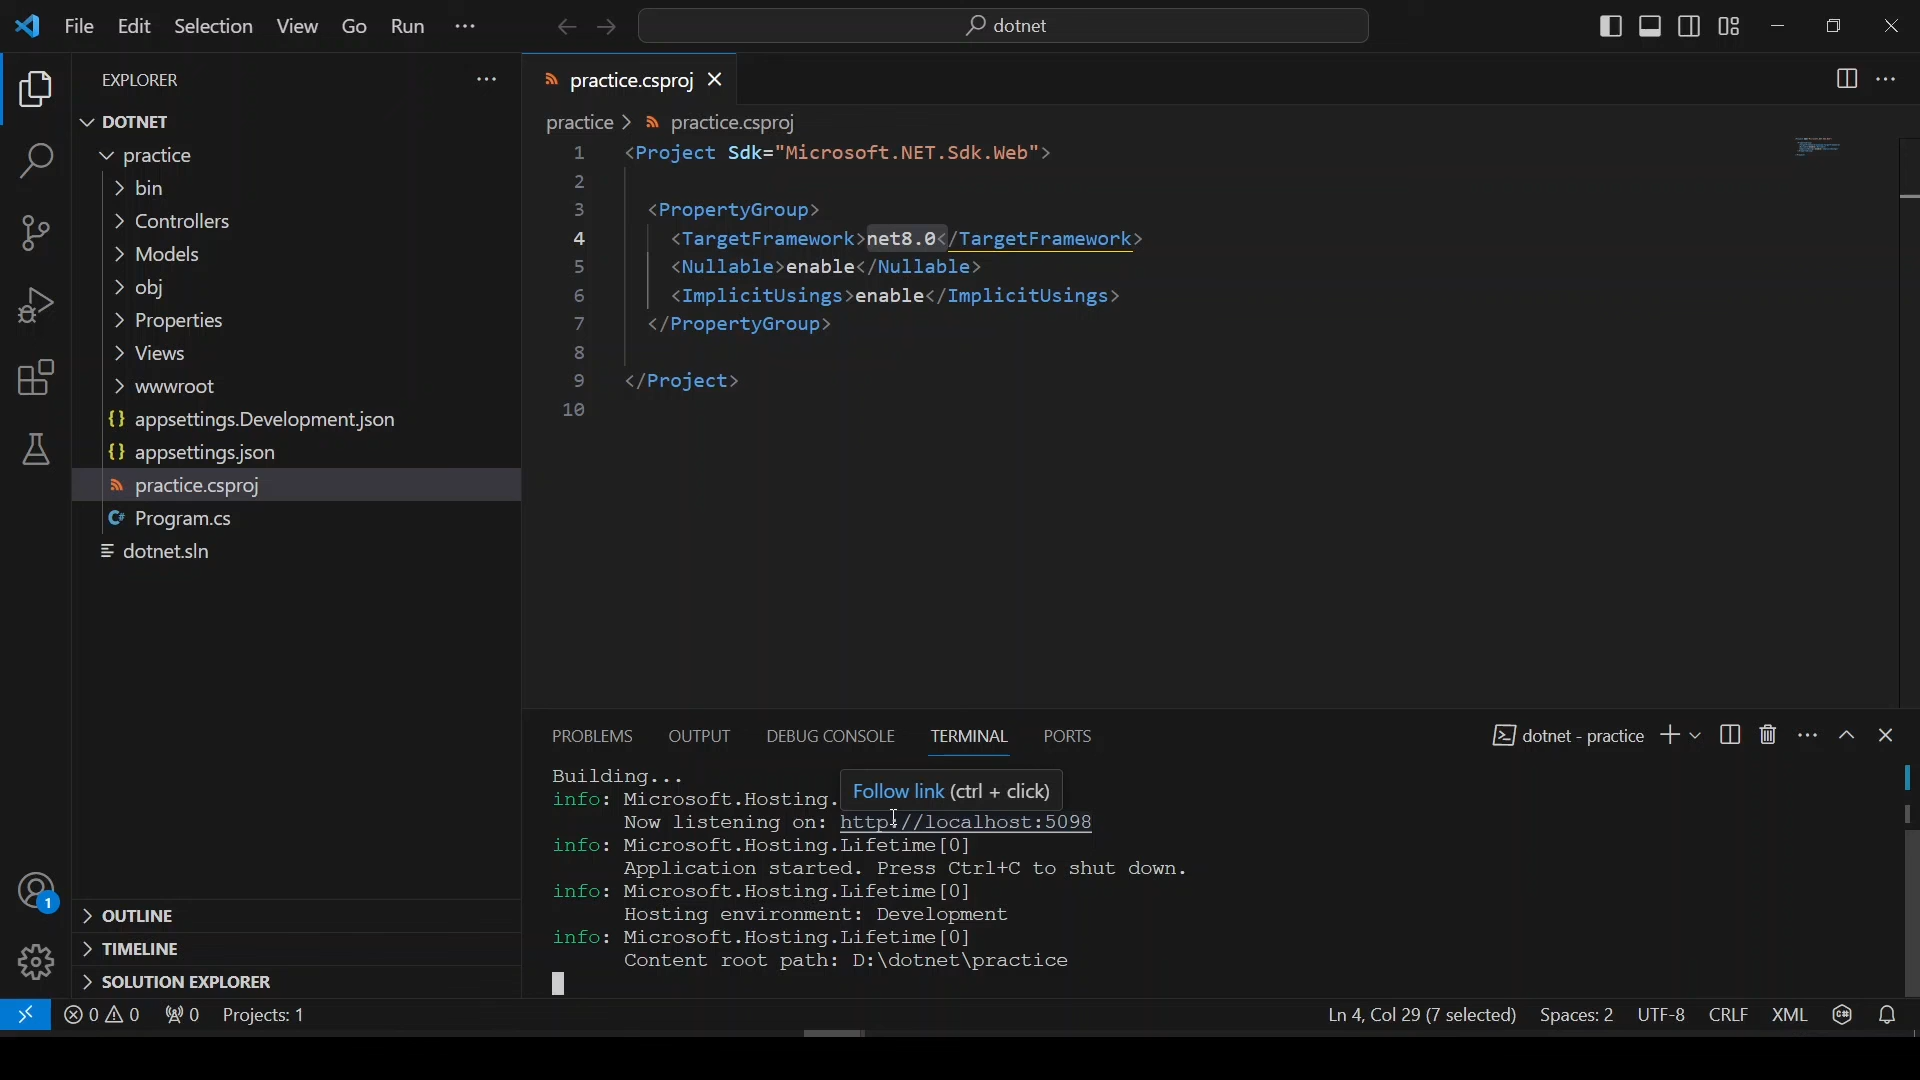 File Edit Selection View Go Run ··· dotnet
EXPLORER ···
DOTNET
practice
bin
Controllers
Models
obj
Properties
Views
wwwroot
{} appsettings.Development.json
{} appsettings.json
practice.csproj
C# Program.cs
dotnet.sln
OUTLINE
TIMELINE
SOLUTION EXPLORER
1
practice.csproj
practice > practice.csproj
1 <Project Sdk="Microsoft.NET.Sdk.Web">
2
3 <PropertyGroup>
4 <TargetFramework>net8.0</TargetFramework>
5 <Nullable>enable</Nullable>
6 <ImplicitUsings>enable</ImplicitUsings>
7 </PropertyGroup>
8
9 </Project>
10
PROBLEMS OUTPUT DEBUG CONSOLE TERMINAL PORTS dotnet - practice
Building...
Follow link (ctrl + click)
info: Microsoft.Hosting.
Now listening on: http://localhost:5098
info: Microsoft.Hosting.Lifetime[0]
Application started. Press Ctrl+C to shut down.
info: Microsoft.Hosting.Lifetime[0]
Hosting environment: Development
info: Microsoft.Hosting.Lifetime[0]
Content root path: D:\dotnet\practice
0 0 0 Projects: 1 Ln 4, Col 29 (7 selected) Spaces: 2 UTF-8 CRLF XML